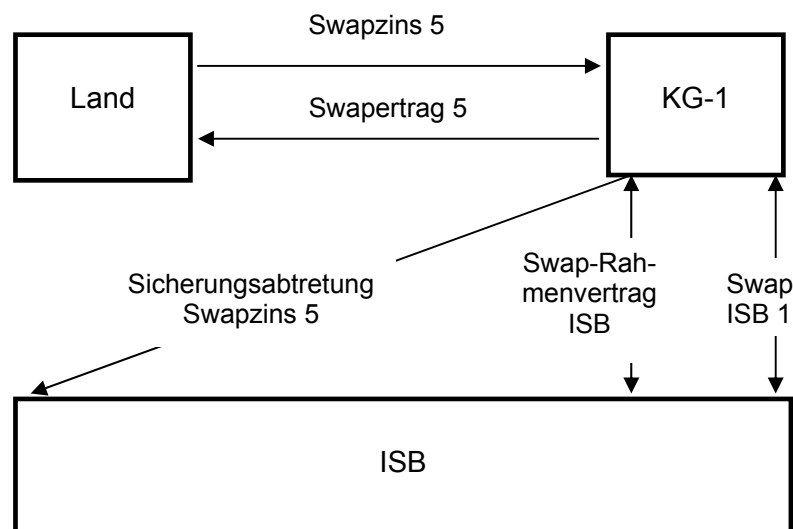 Swapzins 5
Land
KG-1
Swapertrag 5
Sicherungsabtretung
Swapzins 5
Swap-Rah-
menvertrag
ISB
Swap
ISB 1
ISB